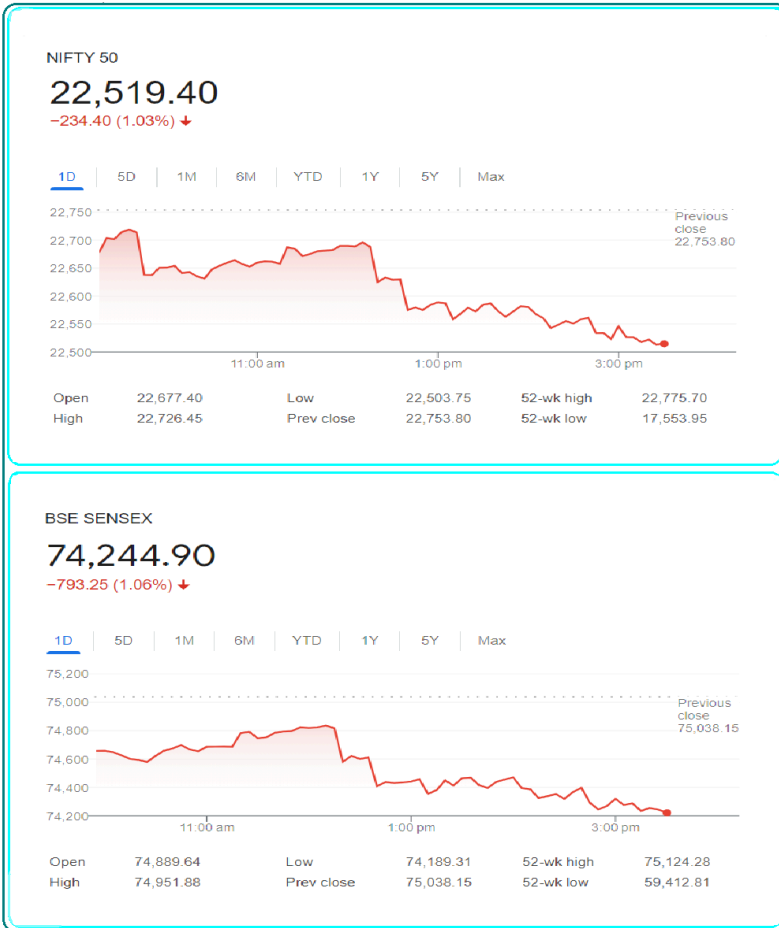 NIFTY 50
22,519.40
−234.40 (1.03%) ↓
1D 5D 1M 6M YTD 1Y 5Y Max
22,750
22,700
22,650
22,600
22,550
22,500
Previous
close
22,753.80
11:00 am 1:00 pm 3:00 pm
Open 22,677.40 Low 22,503.75 52-wk high 22,775.70
High 22,726.45 Prev close 22,753.80 52-wk low 17,553.95
BSE SENSEX
74,244.90
−793.25 (1.06%) ↓
1D 5D 1M 6M YTD 1Y 5Y Max
75,200
75,000
74,800
74,600
74,400
74,200
Previous
close
75,038.15
11:00 am 1:00 pm 3:00 pm
Open 74,889.64 Low 74,189.31 52-wk high 75,124.28
High 74,951.88 Prev close 75,038.15 52-wk low 59,412.81